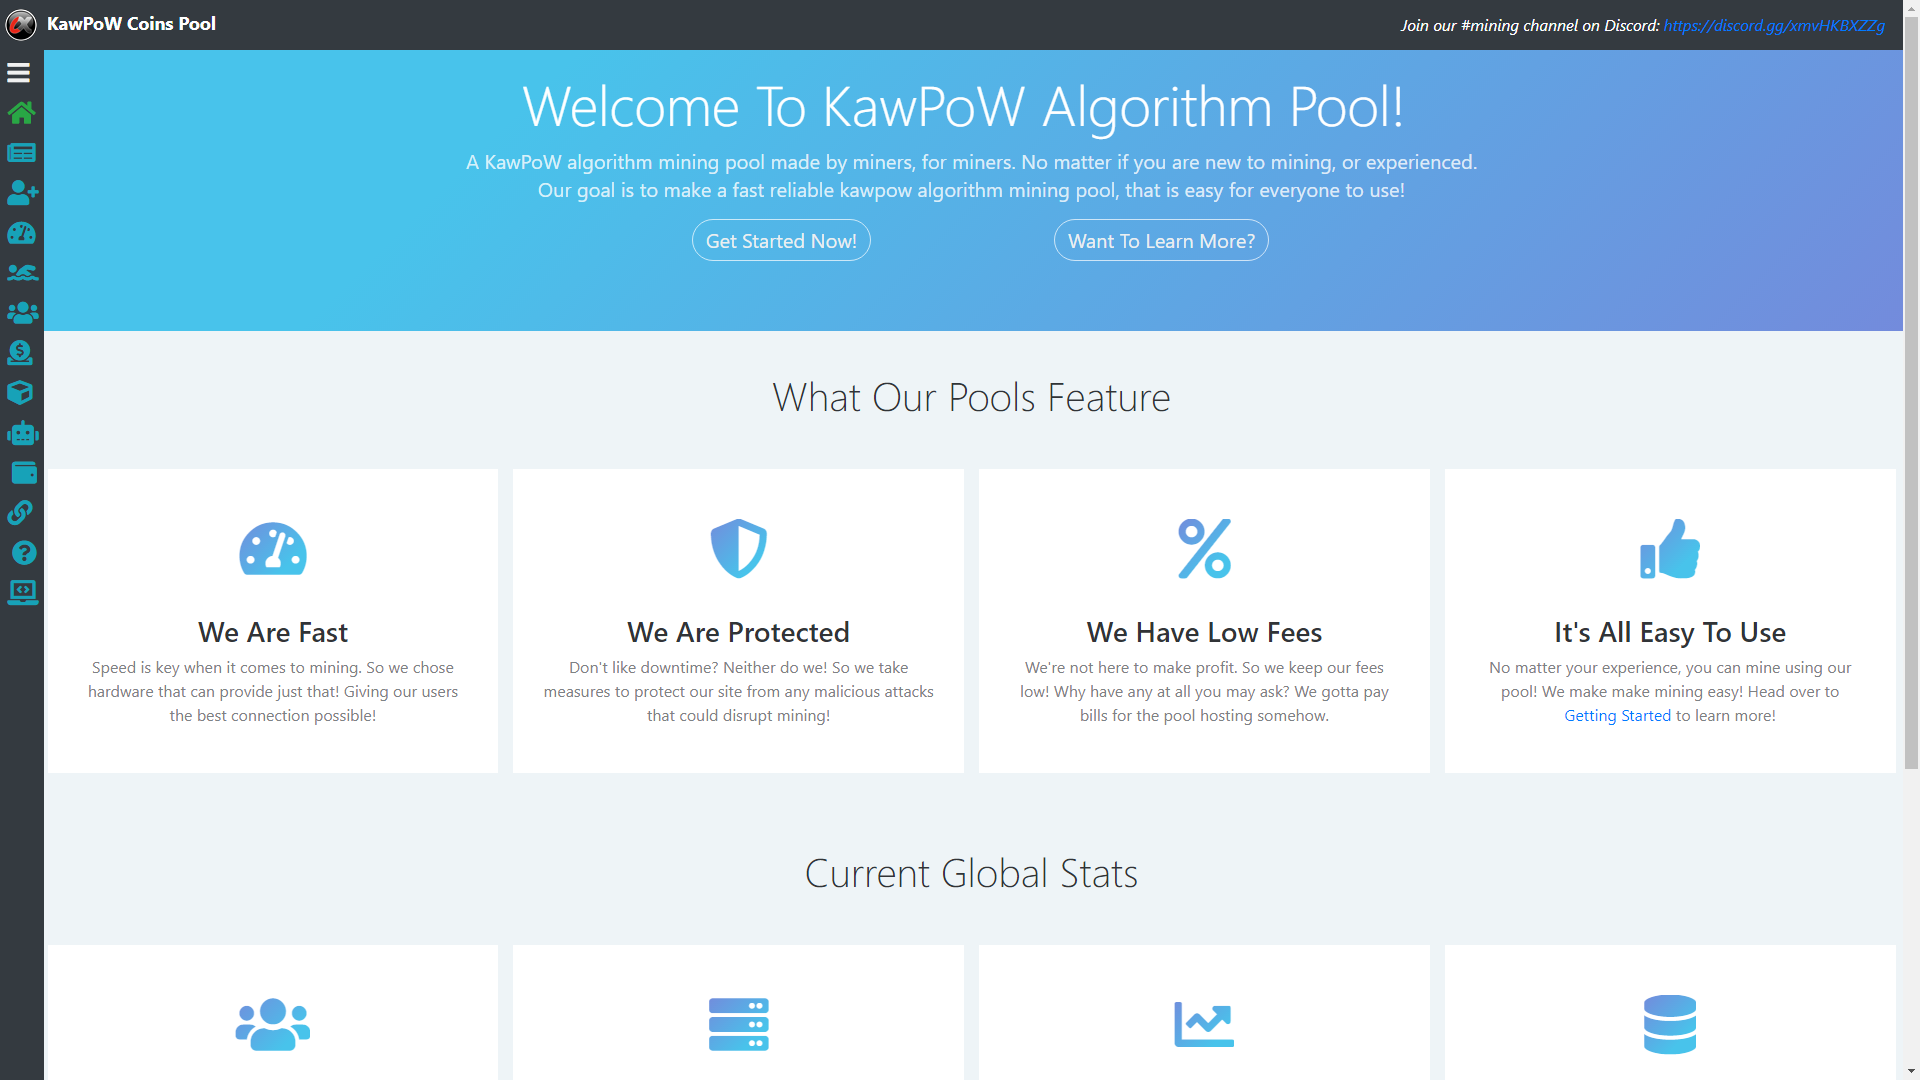 KawPoW Coins Pool
Join our #mining channel on Discord: https://discord.gg/xmvHKBXZZg
Welcome To KawPoW Algorithm Pool!
A KawPoW algorithm mining pool made by miners, for miners. No matter if you are new to mining, or experienced.
Our goal is to make a fast reliable kawpow algorithm mining pool, that is easy for everyone to use!
Get Started Now!
Want To Learn More?
What Our Pools Feature
We Are Fast
Speed is key when it comes to mining. So we chose
hardware that can provide just that! Giving our users
the best connection possible!
We Are Protected
Don't like downtime? Neither do we! So we take
measures to protect our site from any malicious attacks
that could disrupt mining!
We Have Low Fees
We're not here to make profit. So we keep our fees
low! Why have any at all you may ask? We gotta pay
bills for the pool hosting somehow.
It's All Easy To Use
No matter your experience, you can mine using our
pool! We make make mining easy! Head over to
Getting Started to learn more!
Current Global Stats